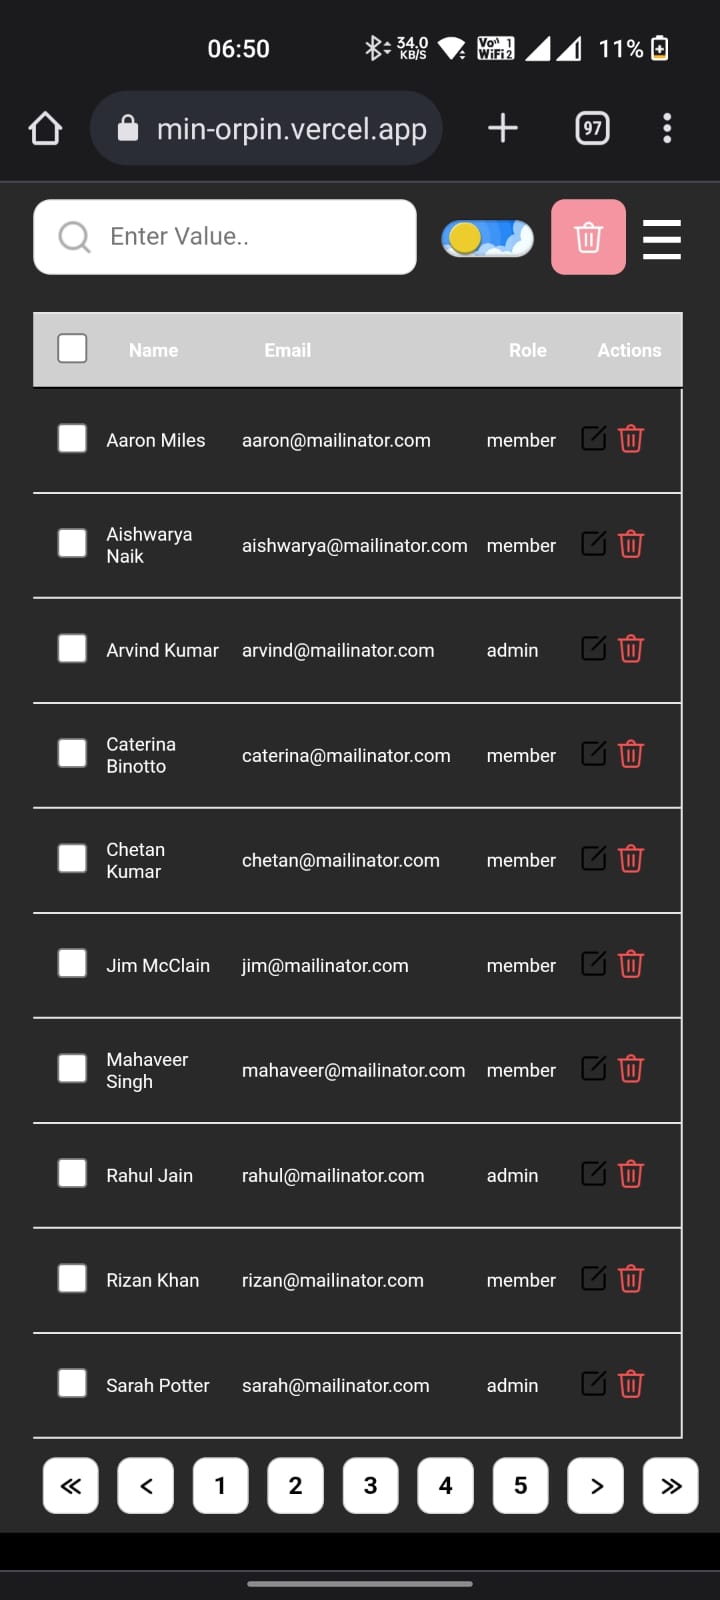 06:50 34.0 KB/S Vo)) 1 WiFi 2 11%
min-orpin.vercel.app 97
Enter Value..
Name Email Role Actions
Aaron Miles aaron@mailinator.com member
Aishwarya
Naik aishwarya@mailinator.com member
Arvind Kumar arvind@mailinator.com admin
Caterina
Binotto caterina@mailinator.com member
Chetan
Kumar chetan@mailinator.com member
Jim McClain jim@mailinator.com member
Mahaveer
Singh mahaveer@mailinator.com member
Rahul Jain rahul@mailinator.com admin
Rizan Khan rizan@mailinator.com member
Sarah Potter sarah@mailinator.com admin
« < 1 2 3 4 5 > »